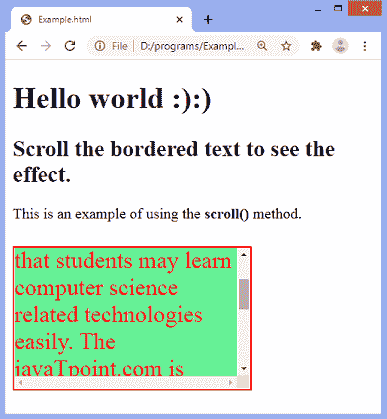 Example.html
File D:/programs/Exampl...
Hello world :):)
Scroll the bordered text to see the
effect.
This is an example of using the scroll() method.
that students may learn
computer science
related technologies
easily. The
javaTpoint.com is